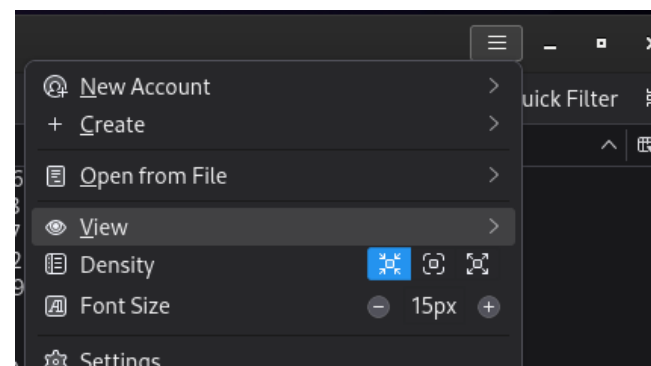 New Account
uick Filter
Create
Open from File
View
Density
Font Size
15px
Settings